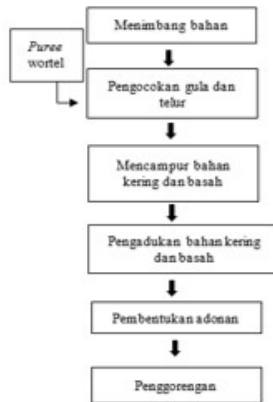 Menimbang bahan
Puree
wortel
Pengocokan gula dan
telur
Mencampur bahan
kering dan basah
Pengadukan bahan kering
dan basah
Pembentukan adonan
Penggorengan